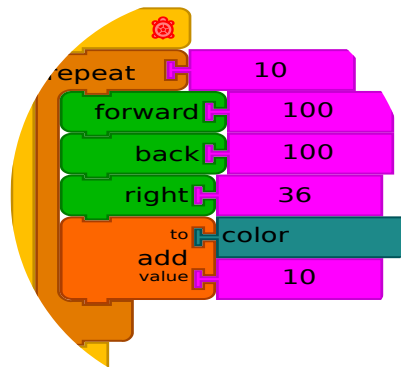 repeat 10
forward 100
back 100
right 36
to color
add
value 10